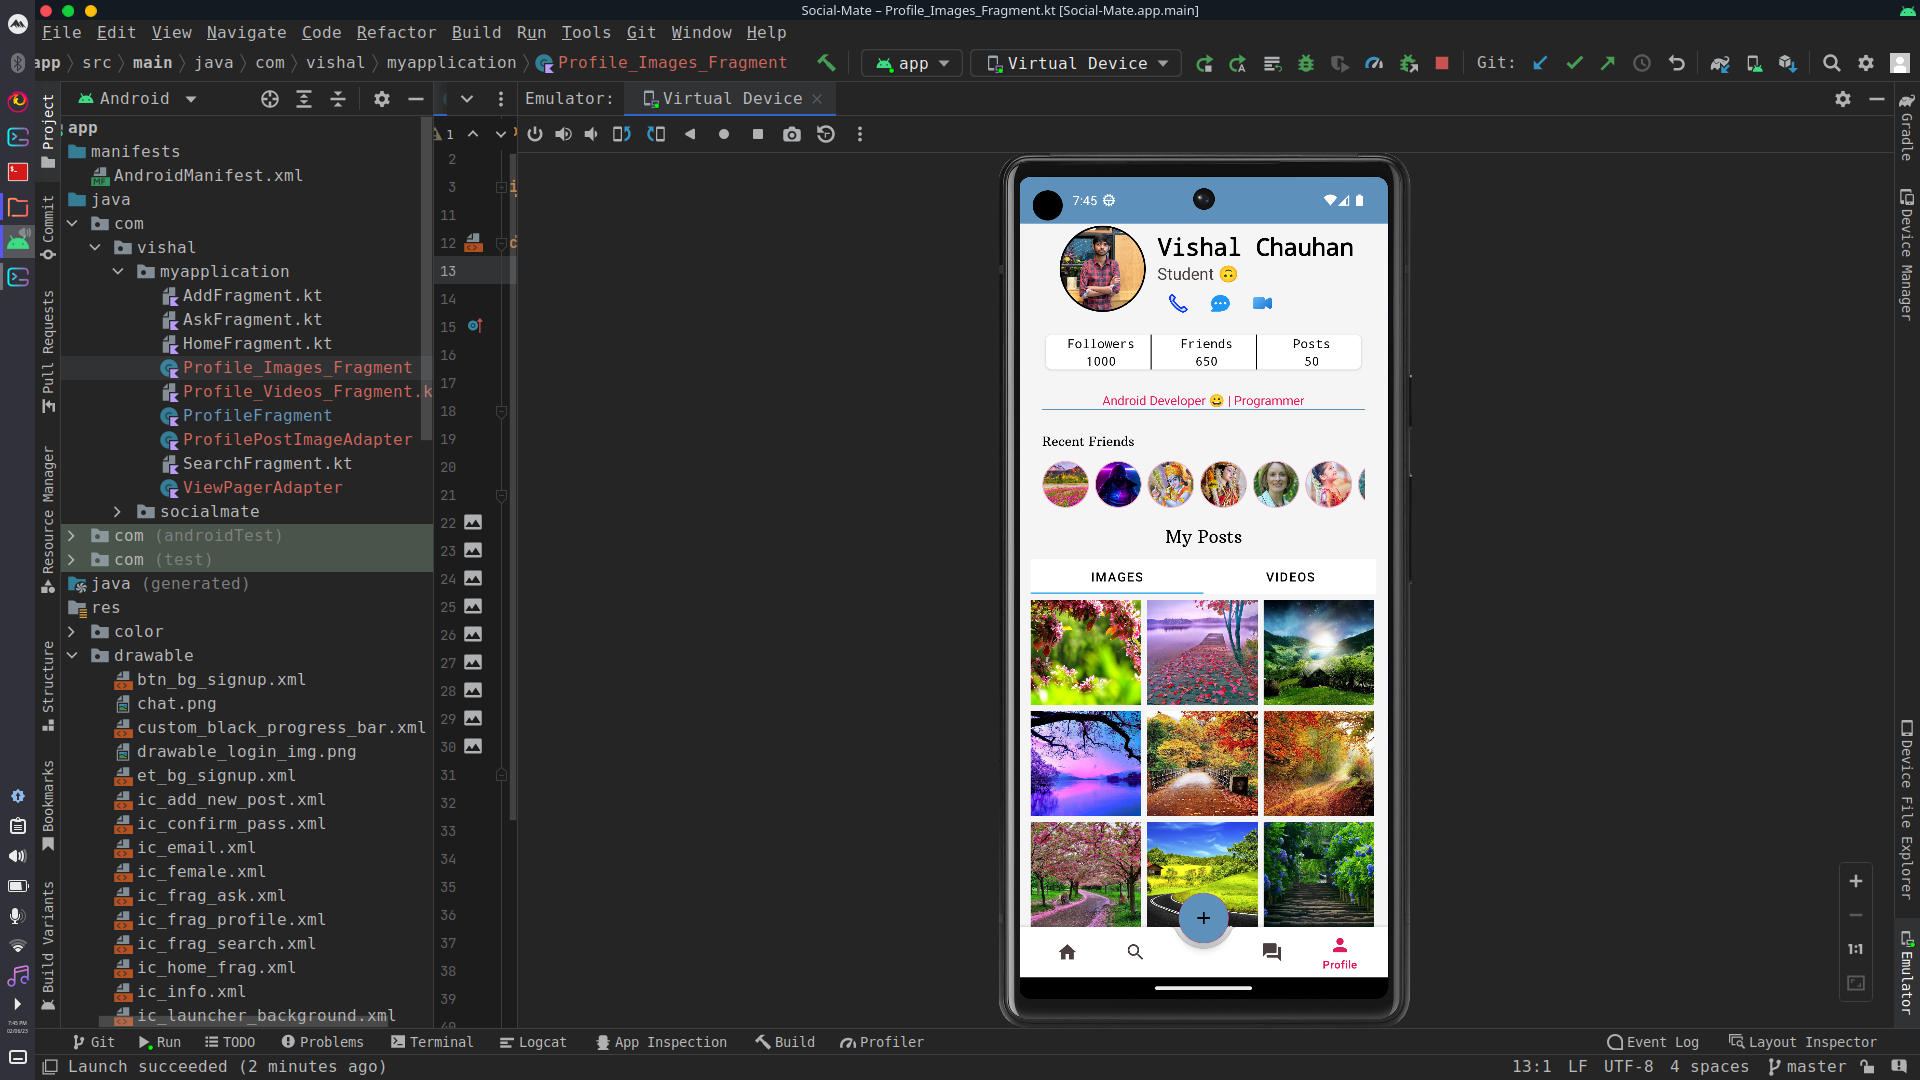 Social-Mate – Profile_Images_Fragment.kt [Social-Mate.app.main]
File Edit View Navigate Code Refactor Build Run Tools Git Window Help
app src main java com vishal myapplication Profile_Images_Fragment
app
Virtual Device
Git:
Android
Emulator: Virtual Device
Project
Commit
Pull Requests
Resource Manager
Structure
Bookmarks
Build Variants
app
manifests
AndroidManifest.xml
java
com
vishal
myapplication
AddFragment.kt
AskFragment.kt
HomeFragment.kt
Profile_Images_Fragment
Profile_Videos_Fragment.k
ProfileFragment
ProfilePostImageAdapter
SearchFragment.kt
ViewPagerAdapter
socialmate
com (androidTest)
com (test)
java (generated)
res
color
drawable
btn_bg_signup.xml
chat.png
custom_black_progress_bar.xml
drawable_login_img.png
et_bg_signup.xml
ic_add_new_post.xml
ic_confirm_pass.xml
ic_email.xml
ic_female.xml
ic_frag_ask.xml
ic_frag_profile.xml
ic_frag_search.xml
ic_home_frag.xml
ic_info.xml
ic_launcher_background.xml
1
2
3
11
12
13
14
15
16
17
18
19
20
21
22
23
24
25
26
27
28
29
30
31
32
33
34
35
36
37
38
39
40
7:45
Vishal Chauhan
Student 🙃
Followers Friends Posts
1000 650 50
Android Developer 😀 | Programmer
Recent Friends
My Posts
IMAGES VIDEOS
+
Profile
1:1
Gradle
Device Manager
Device File Explorer
Emulator
7:45 PM
02/06/23
Git Run TODO Problems Terminal Logcat App Inspection Build Profiler Event Log Layout Inspector
Launch succeeded (2 minutes ago) 13:1 LF UTF-8 4 spaces master